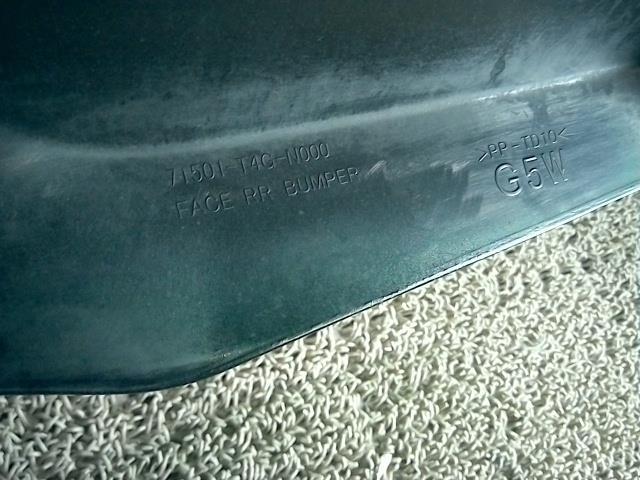 71501-T4G-N000
FACE RR BUMPER
>PP-TD10<
G5W